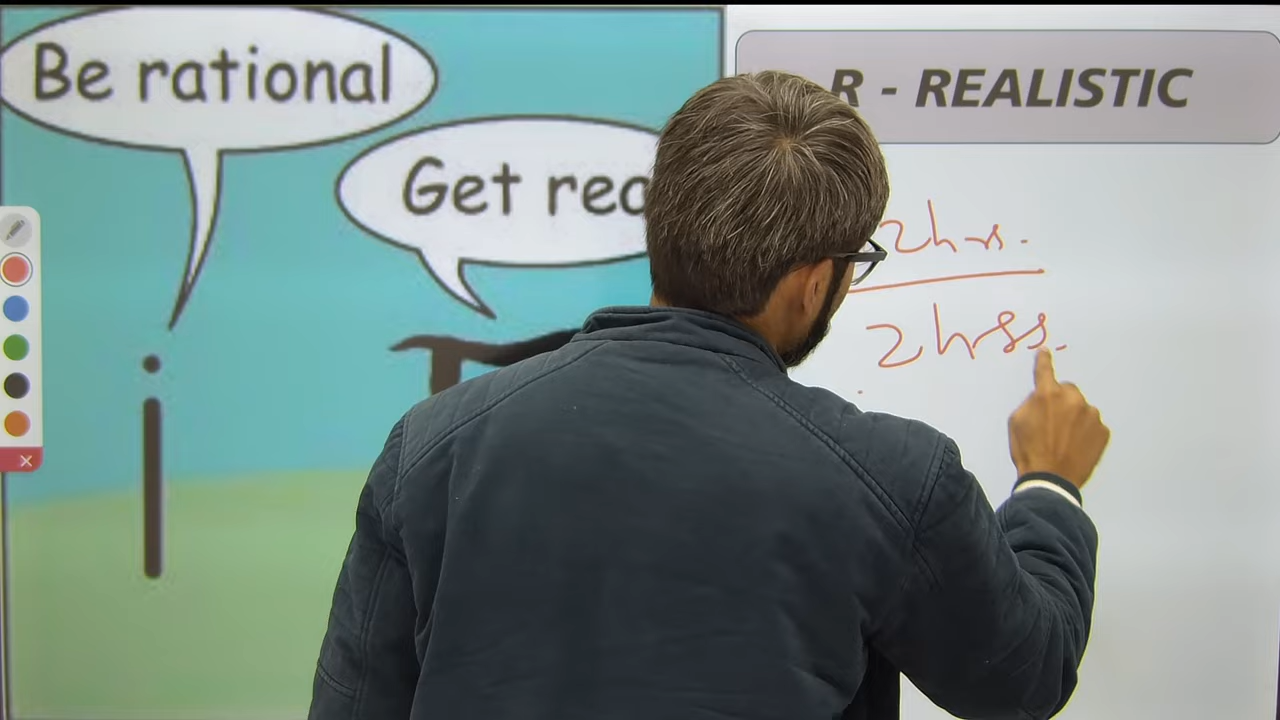 Be rational
Get rea
R - REALISTIC
2hrs.
2hrs.
i